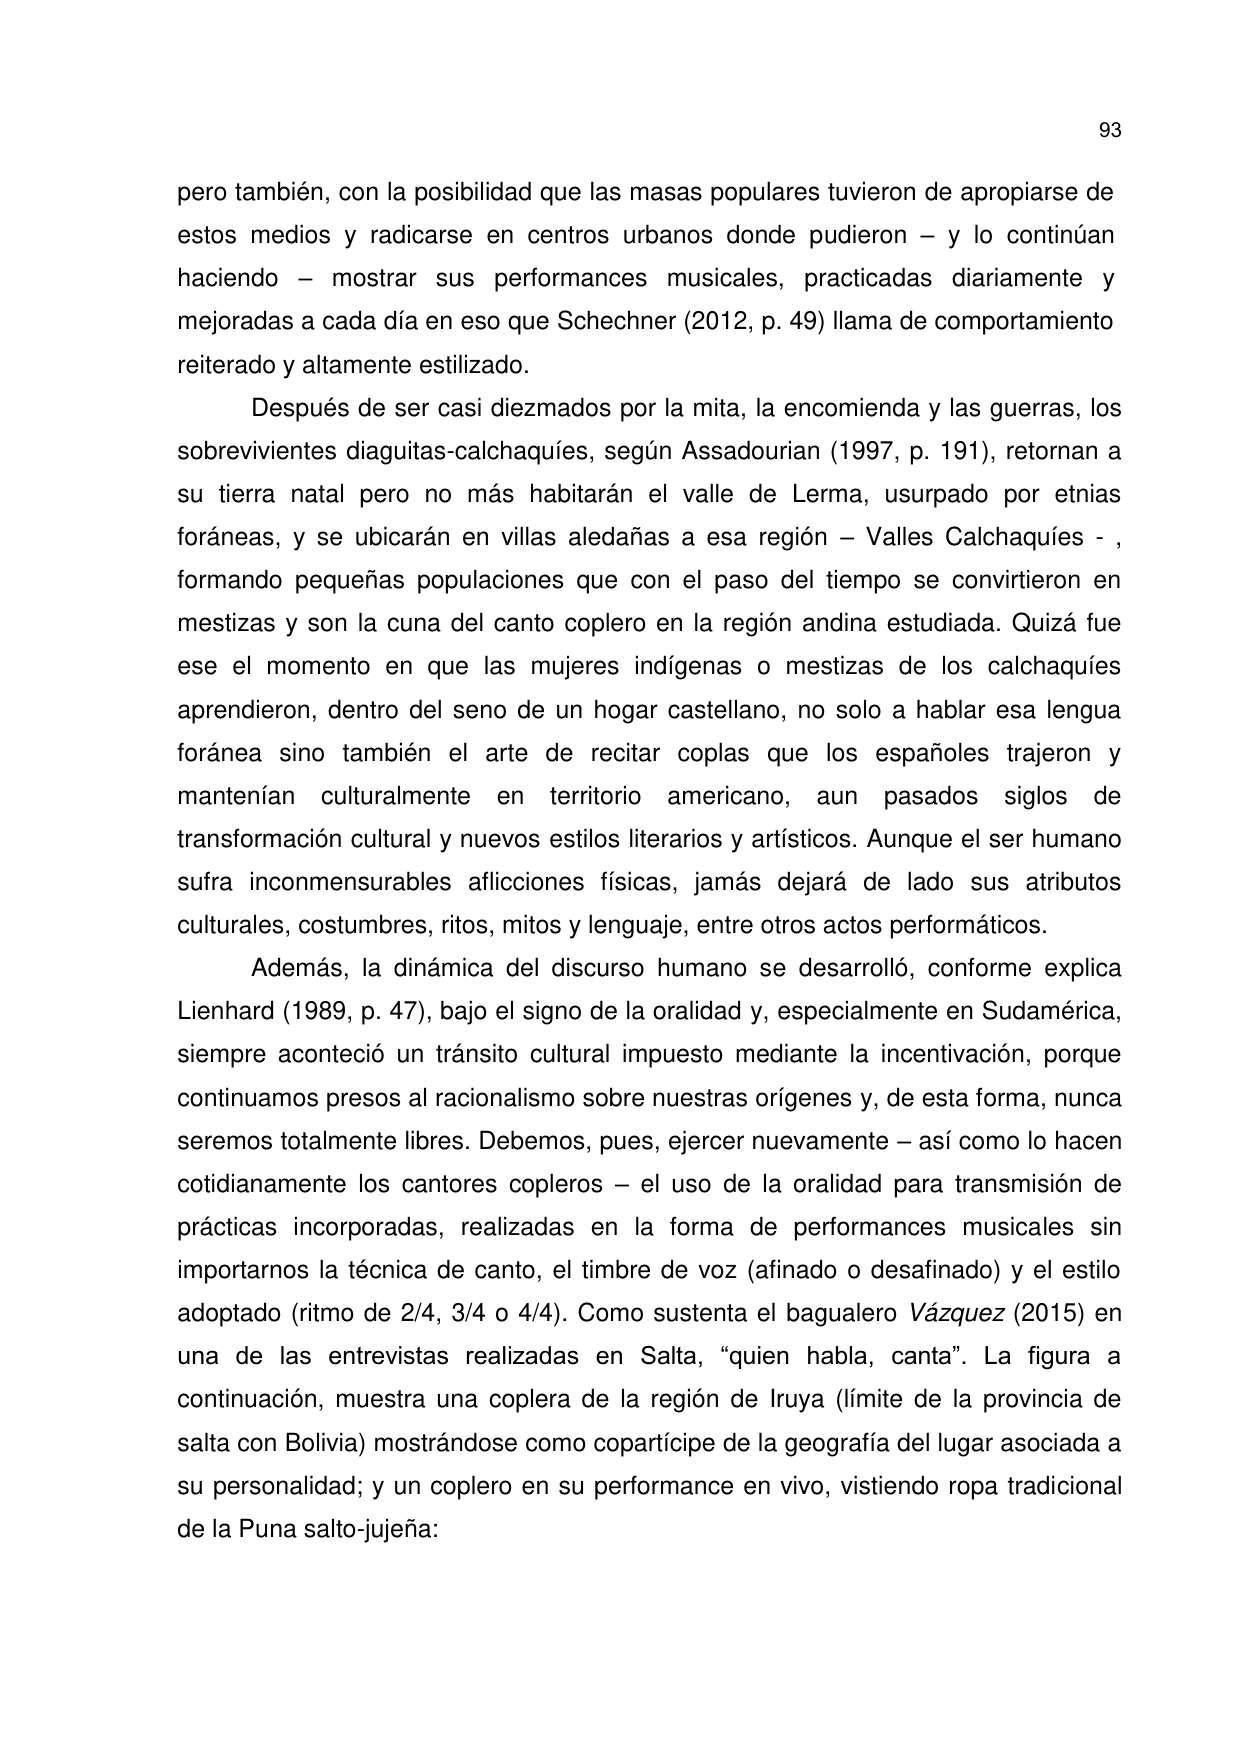 93
pero también, con la posibilidad que las masas populares tuvieron de apropiarse de
estos medios y radicarse en centros urbanos donde pudieron – y lo continúan
haciendo – mostrar sus performances musicales, practicadas diariamente y
mejoradas a cada día en eso que Schechner (2012, p. 49) llama de comportamiento
reiterado y altamente estilizado.
Después de ser casi diezmados por la mita, la encomienda y las guerras, los
sobrevivientes diaguitas-calchaquíes, según Assadourian (1997, p. 191), retornan a
su tierra natal pero no más habitarán el valle de Lerma, usurpado por etnias
foráneas, y se ubicarán en villas aledañas a esa región – Valles Calchaquíes - ,
formando pequeñas populaciones que con el paso del tiempo se convirtieron en
mestizas y son la cuna del canto coplero en la región andina estudiada. Quizá fue
ese el momento en que las mujeres indígenas o mestizas de los calchaquíes
aprendieron, dentro del seno de un hogar castellano, no solo a hablar esa lengua
foránea sino también el arte de recitar coplas que los españoles trajeron y
mantenían culturalmente en territorio americano, aun pasados siglos de
transformación cultural y nuevos estilos literarios y artísticos. Aunque el ser humano
sufra inconmensurables aflicciones físicas, jamás dejará de lado sus atributos
culturales, costumbres, ritos, mitos y lenguaje, entre otros actos performáticos.
Además, la dinámica del discurso humano se desarrolló, conforme explica
Lienhard (1989, p. 47), bajo el signo de la oralidad y, especialmente en Sudamérica,
siempre aconteció un tránsito cultural impuesto mediante la incentivación, porque
continuamos presos al racionalismo sobre nuestras orígenes y, de esta forma, nunca
seremos totalmente libres. Debemos, pues, ejercer nuevamente – así como lo hacen
cotidianamente los cantores copleros – el uso de la oralidad para transmisión de
prácticas incorporadas, realizadas en la forma de performances musicales sin
importarnos la técnica de canto, el timbre de voz (afinado o desafinado) y el estilo
adoptado (ritmo de 2/4, 3/4 o 4/4). Como sustenta el bagualero Vázquez (2015) en
una de las entrevistas realizadas en Salta, “quien habla, canta”. La figura a
continuación, muestra una coplera de la región de Iruya (límite de la provincia de
salta con Bolivia) mostrándose como copartícipe de la geografía del lugar asociada a
su personalidad; y un coplero en su performance en vivo, vistiendo ropa tradicional
de la Puna salto-jujeña: